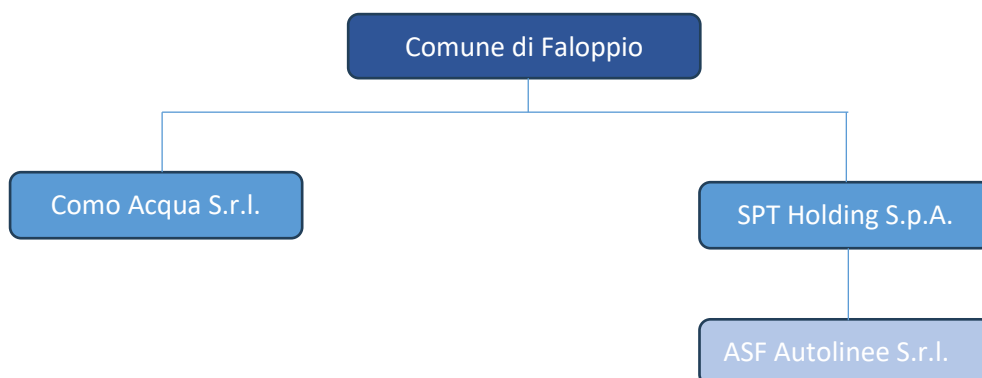 Comune di Faloppio
Como Acqua S.r.l.
SPT Holding S.p.A.
ASF Autolinee S.r.l.